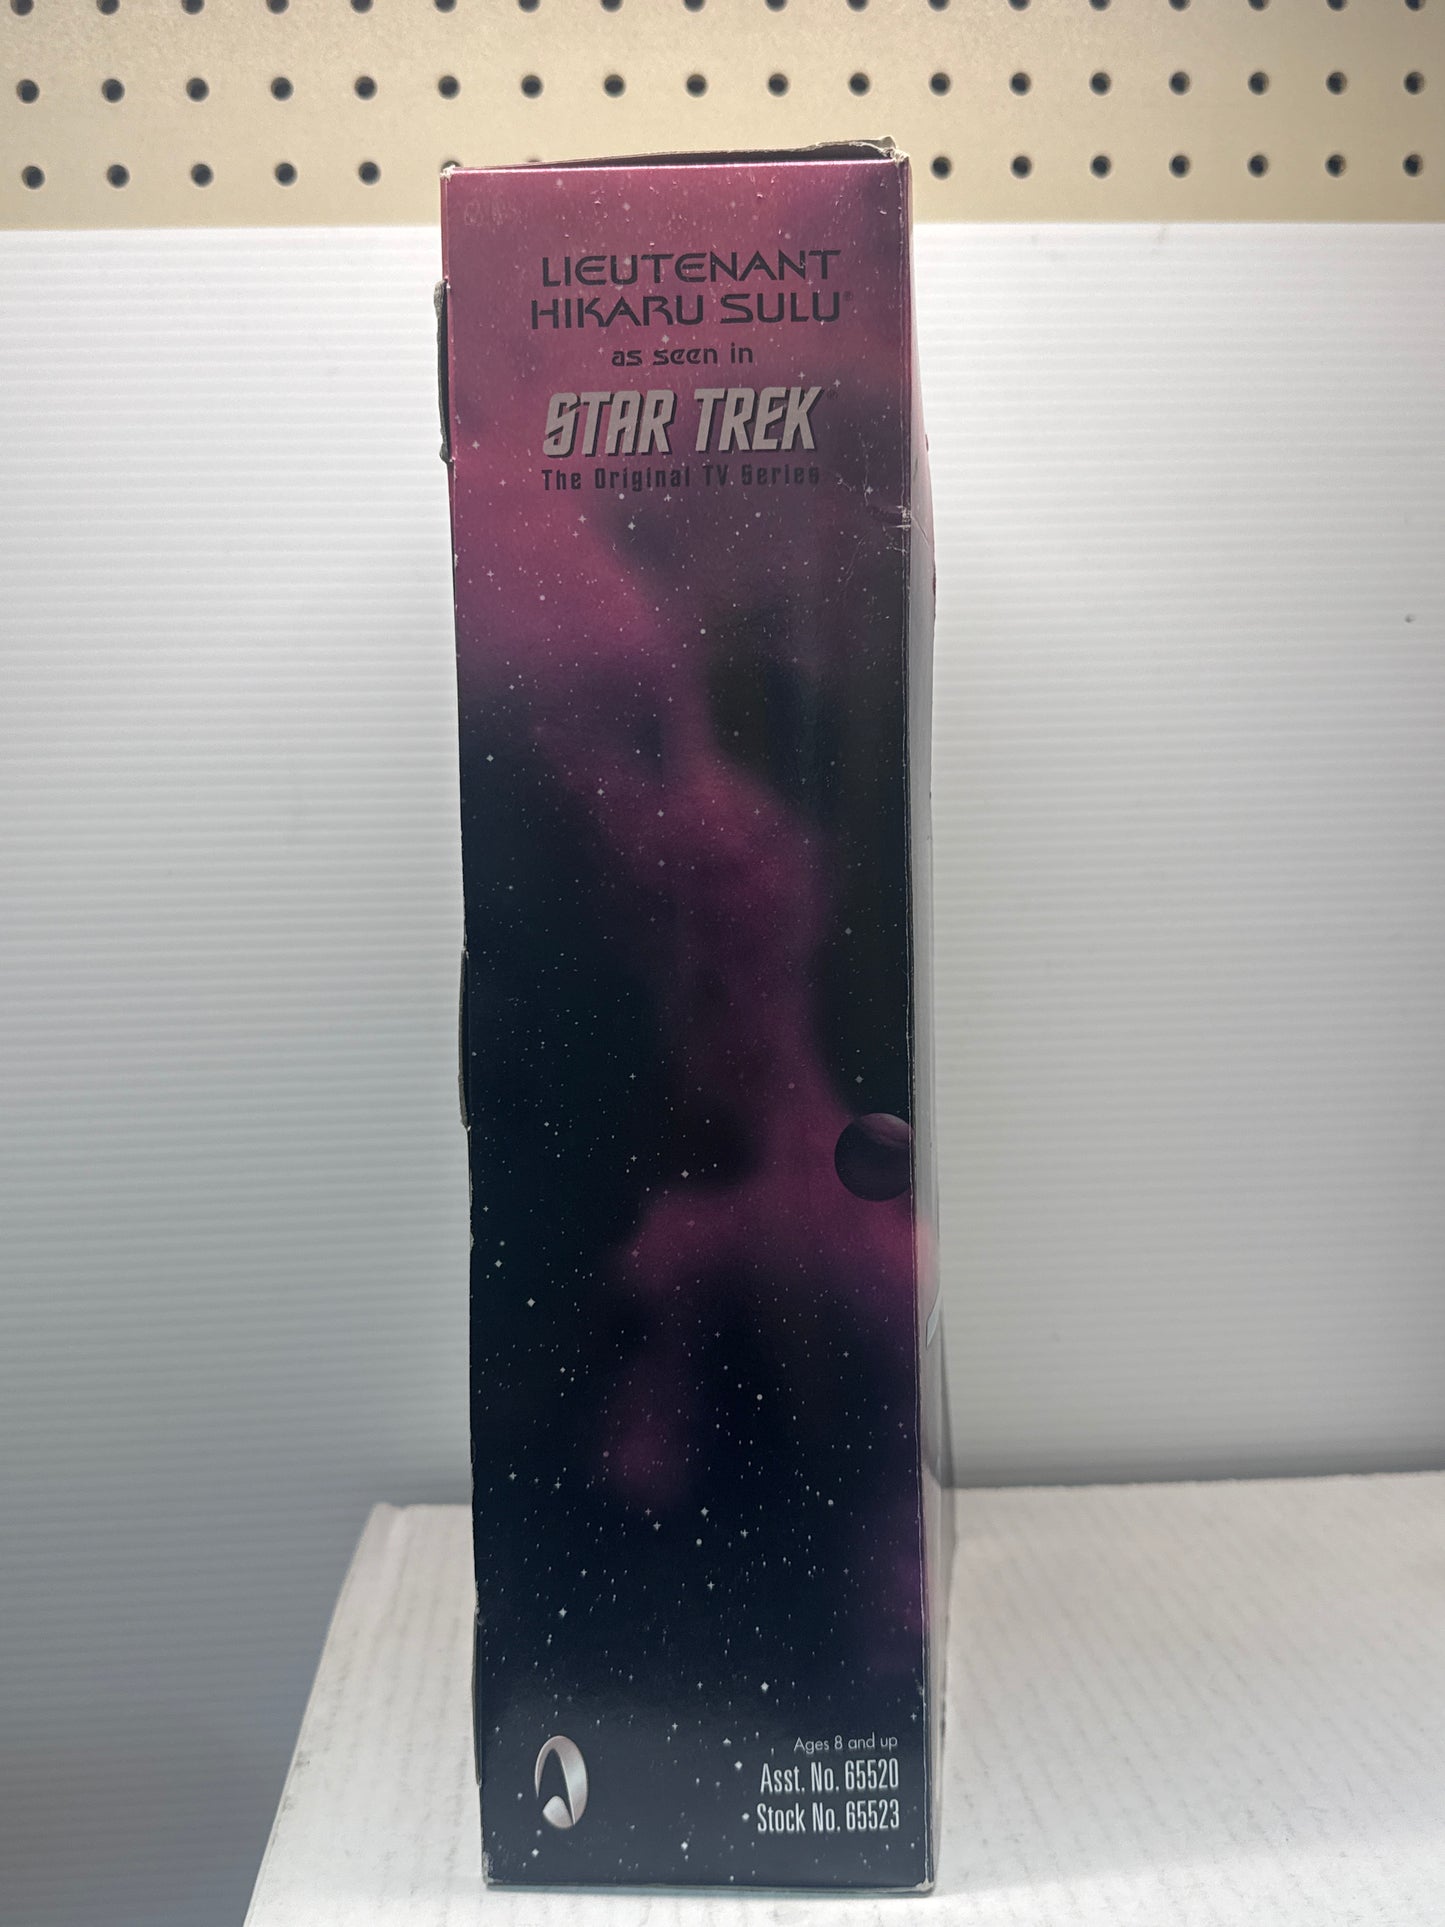 LIEUTENANT
HIKARU SULU®
as seen in
STAR TREK®
The Original TV Series
Ages 8 and up
Asst. No. 65520
Stock No. 65523